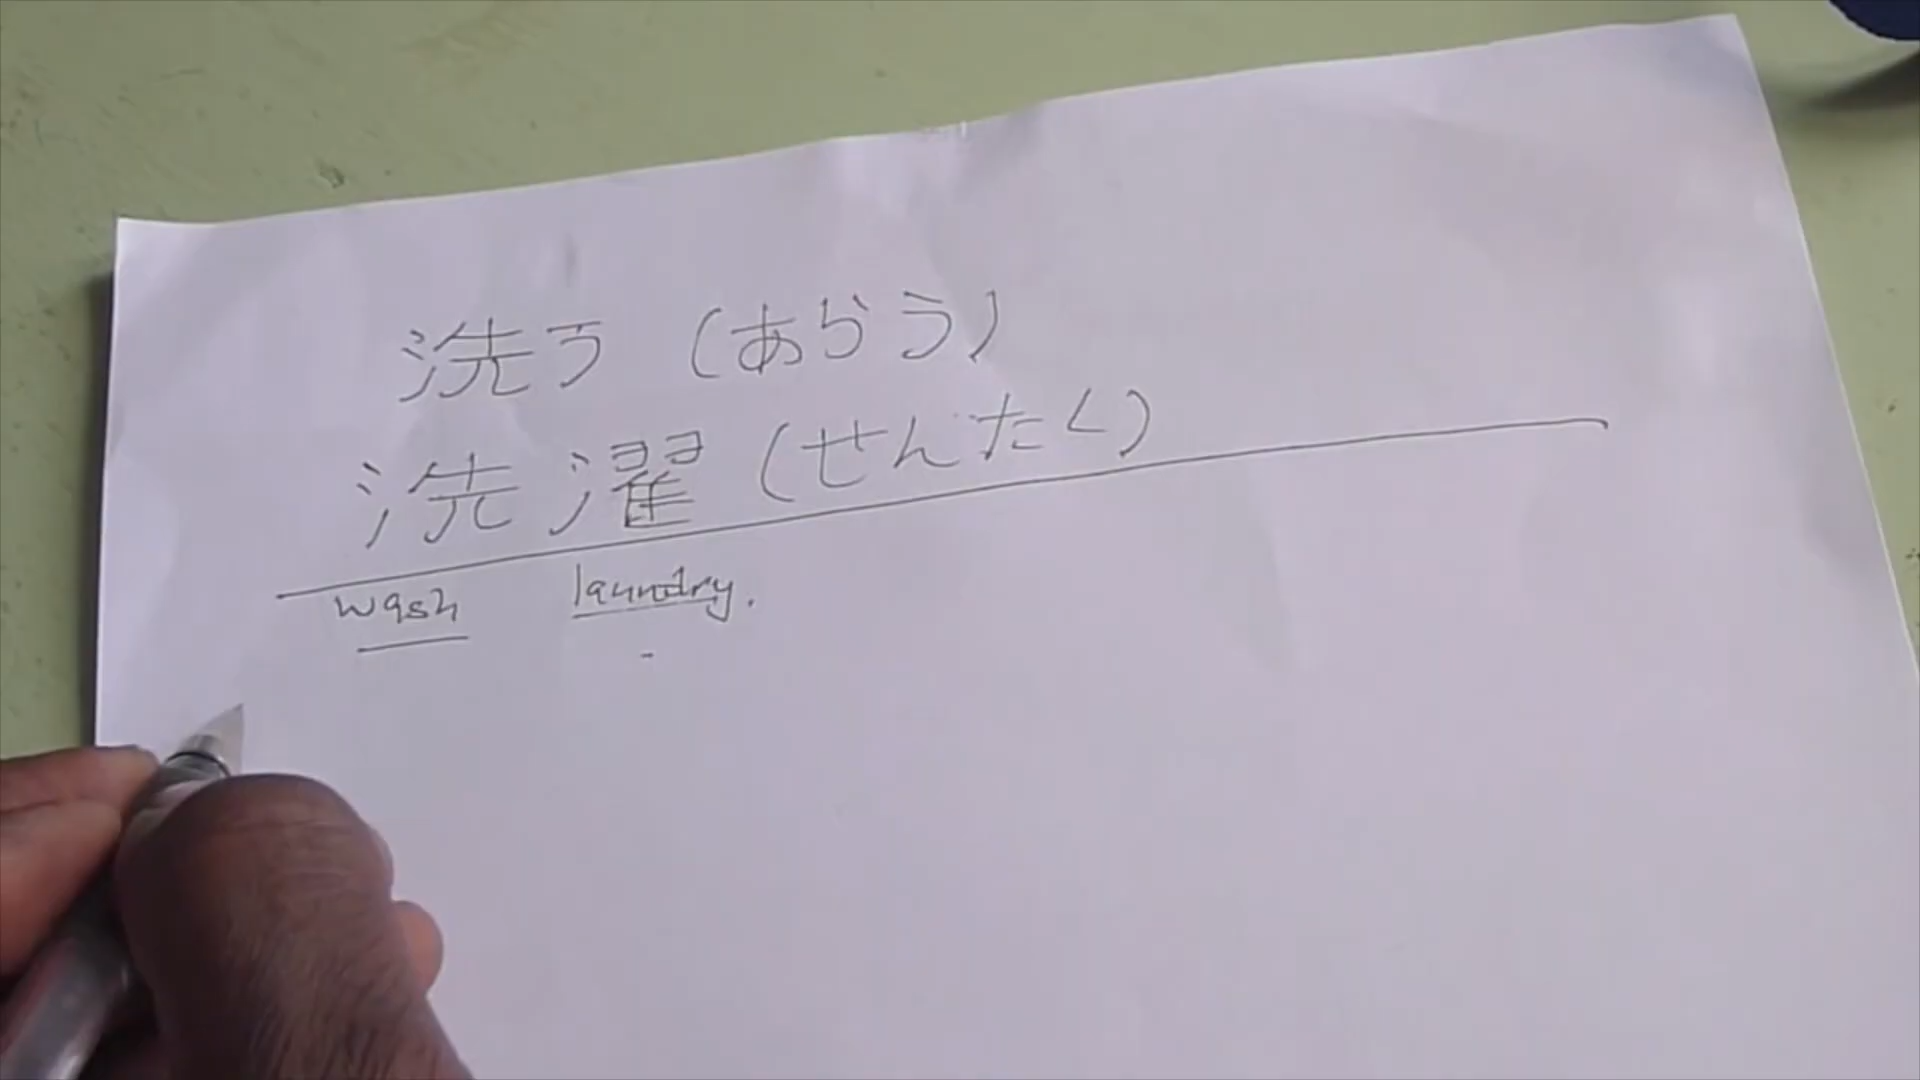 洗う (あらう)
洗濯 (せんたく)
wash laundry.